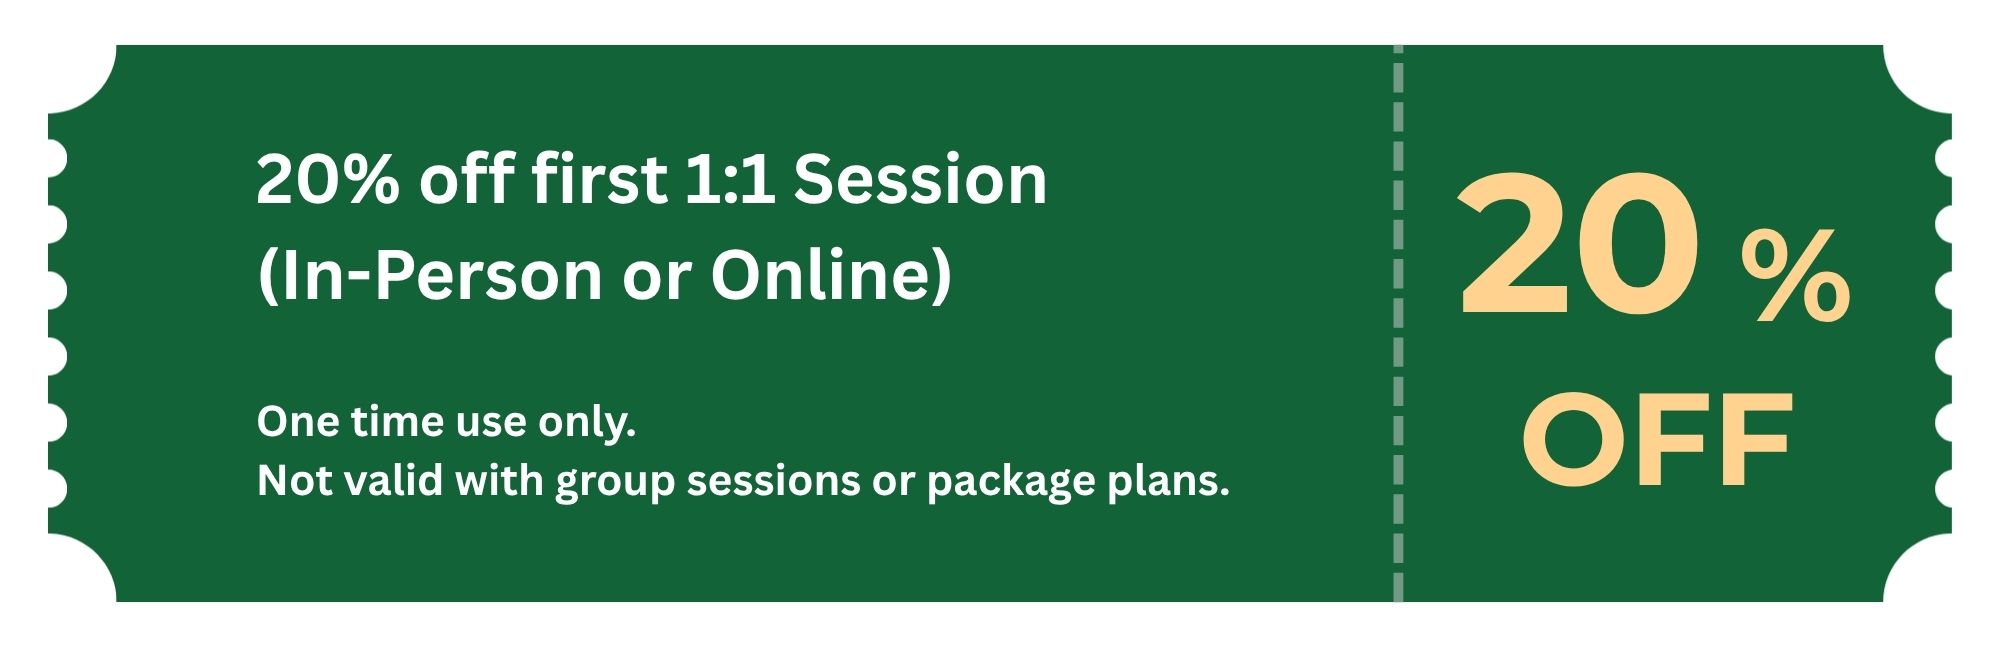 20% off first 1:1 Session
(In-Person or Online)
One time use only.
Not valid with group sessions or package plans.
20 %
OFF